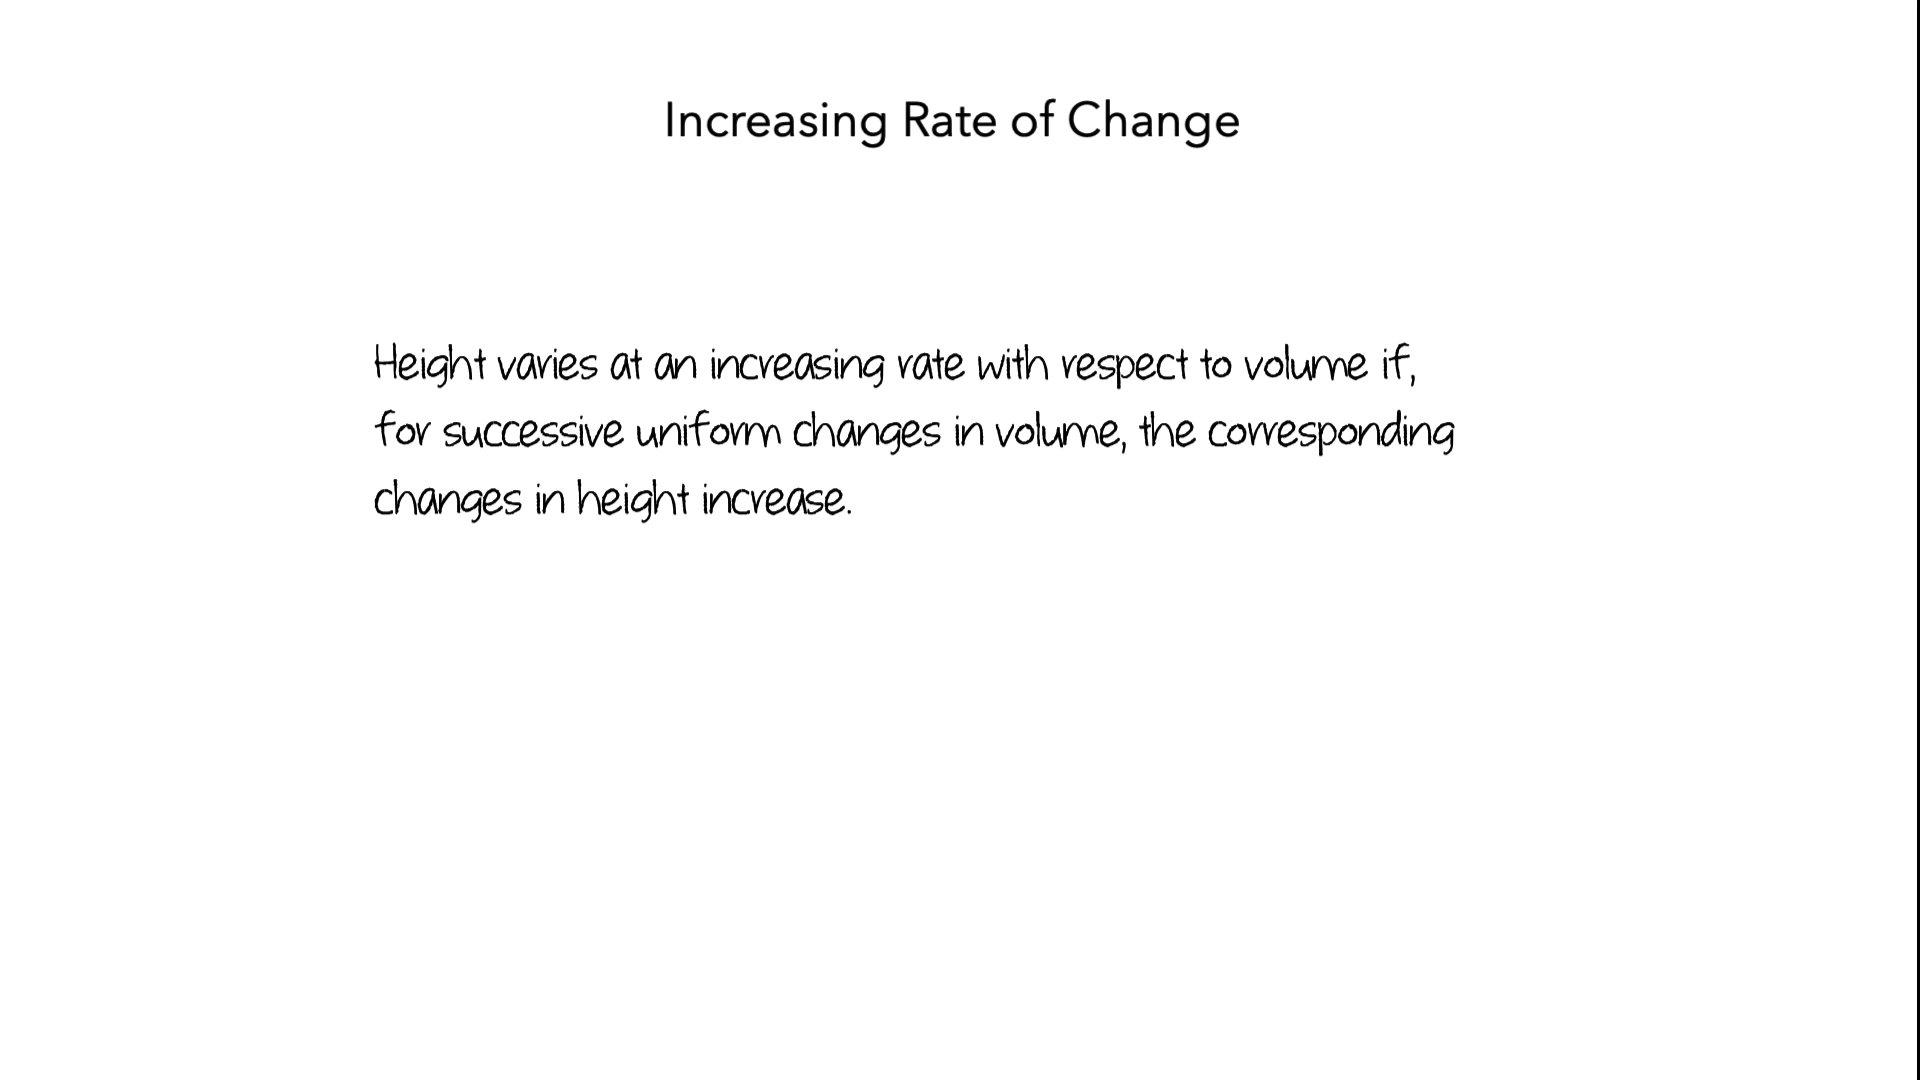 Increasing Rate of Change
Height varies at an increasing rate with respect to volume if,
for successive uniform changes in volume, the corresponding
changes in height increase.